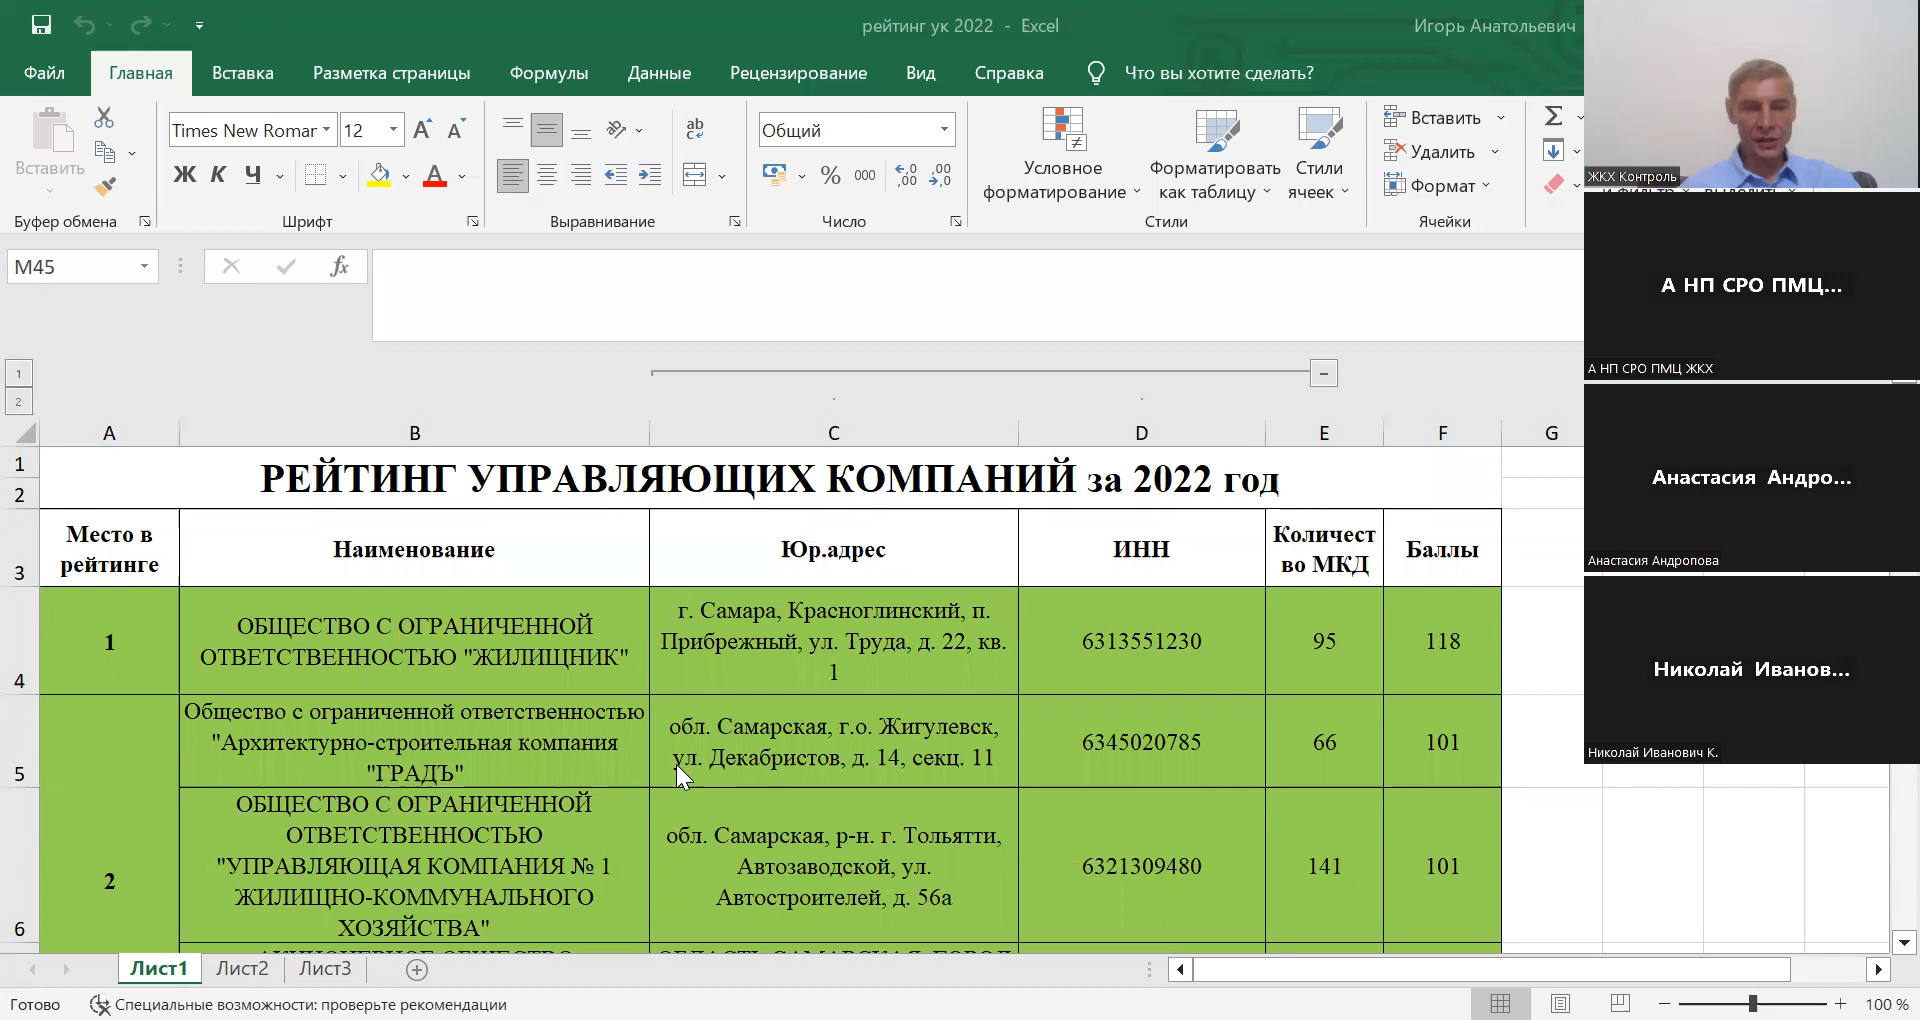 рейтинг ук 2022 - Excel
Игорь Анатольевич
Файл
Главная
Вставка
Разметка страницы
Формулы
Данные
Рецензирование
Вид
Справка
Что вы хотите сделать?
Вставить
Times New Roman
12
Ж К Ч
А
ab
Общий
% 000
Условное
форматирование
Форматировать
как таблицу
Стили
ячеек
Вставить
Удалить
Формат
Буфер обмена
Шрифт
Выравнивание
Число
Стили
Ячейки
M45
fx
1
2
A B C D E F G
1
2
РЕЙТИНГ УПРАВЛЯЮЩИХ КОМПАНИЙ за 2022 год
3
Место в
рейтинге
Наименование
Юр.адрес
ИНН
Количест
во МКД
Баллы
4
1
ОБЩЕСТВО С ОГРАНИЧЕННОЙ
ОТВЕТСТВЕННОСТЬЮ "ЖИЛИЩНИК"
г. Самара, Красноглинский, п.
Прибрежный, ул. Труда, д. 22, кв.
1
6313551230
95
118
5
Общество с ограниченной ответственностью
"Архитектурно-строительная компания
"ГРАДЪ"
обл. Самарская, г.о. Жигулевск,
ул. Декабристов, д. 14, секц. 11
6345020785
66
101
6
2
ОБЩЕСТВО С ОГРАНИЧЕННОЙ
ОТВЕТСТВЕННОСТЬЮ
"УПРАВЛЯЮЩАЯ КОМПАНИЯ № 1
ЖИЛИЩНО-КОММУНАЛЬНОГО
ХОЗЯЙСТВА"
обл. Самарская, р-н. г. Тольятти,
Автозаводской, ул.
Автостроителей, д. 56а
6321309480
141
101
Лист1
Лист2
Лист3
Готово
Специальные возможности: проверьте рекомендации
100 %
ЖКХ Контроль
А НП СРО ПМЦ...
А НП СРО ПМЦ ЖКХ
Анастасия Андро...
Анастасия Андропова
Николай Иванов...
Николай Иванович К.